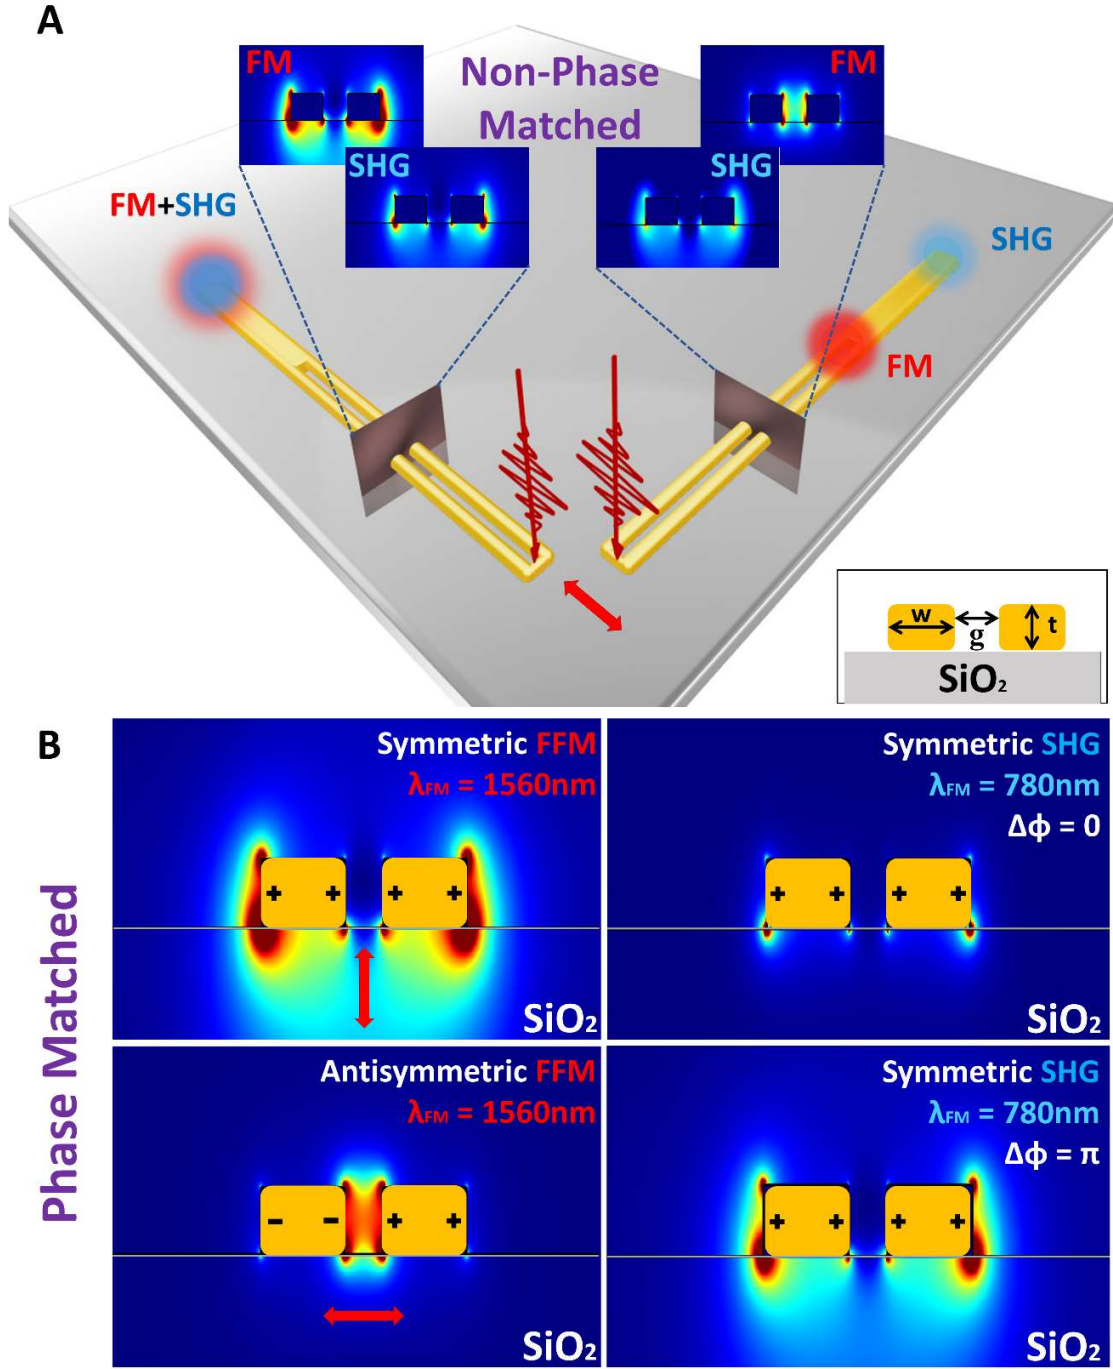 A
FM
Non-Phase
Matched
FM
SHG
SHG
FM+SHG
SHG
FM
w
g
t
SiO₂
B
Phase Matched
Symmetric FFM
λFM = 1560nm
+ + + +
SiO₂
Symmetric SHG
λFM = 780nm
Δϕ = 0
+ + + +
SiO₂
Antisymmetric FFM
λFM = 1560nm
- - + +
SiO₂
Symmetric SHG
λFM = 780nm
Δϕ = π
+ + + +
SiO₂